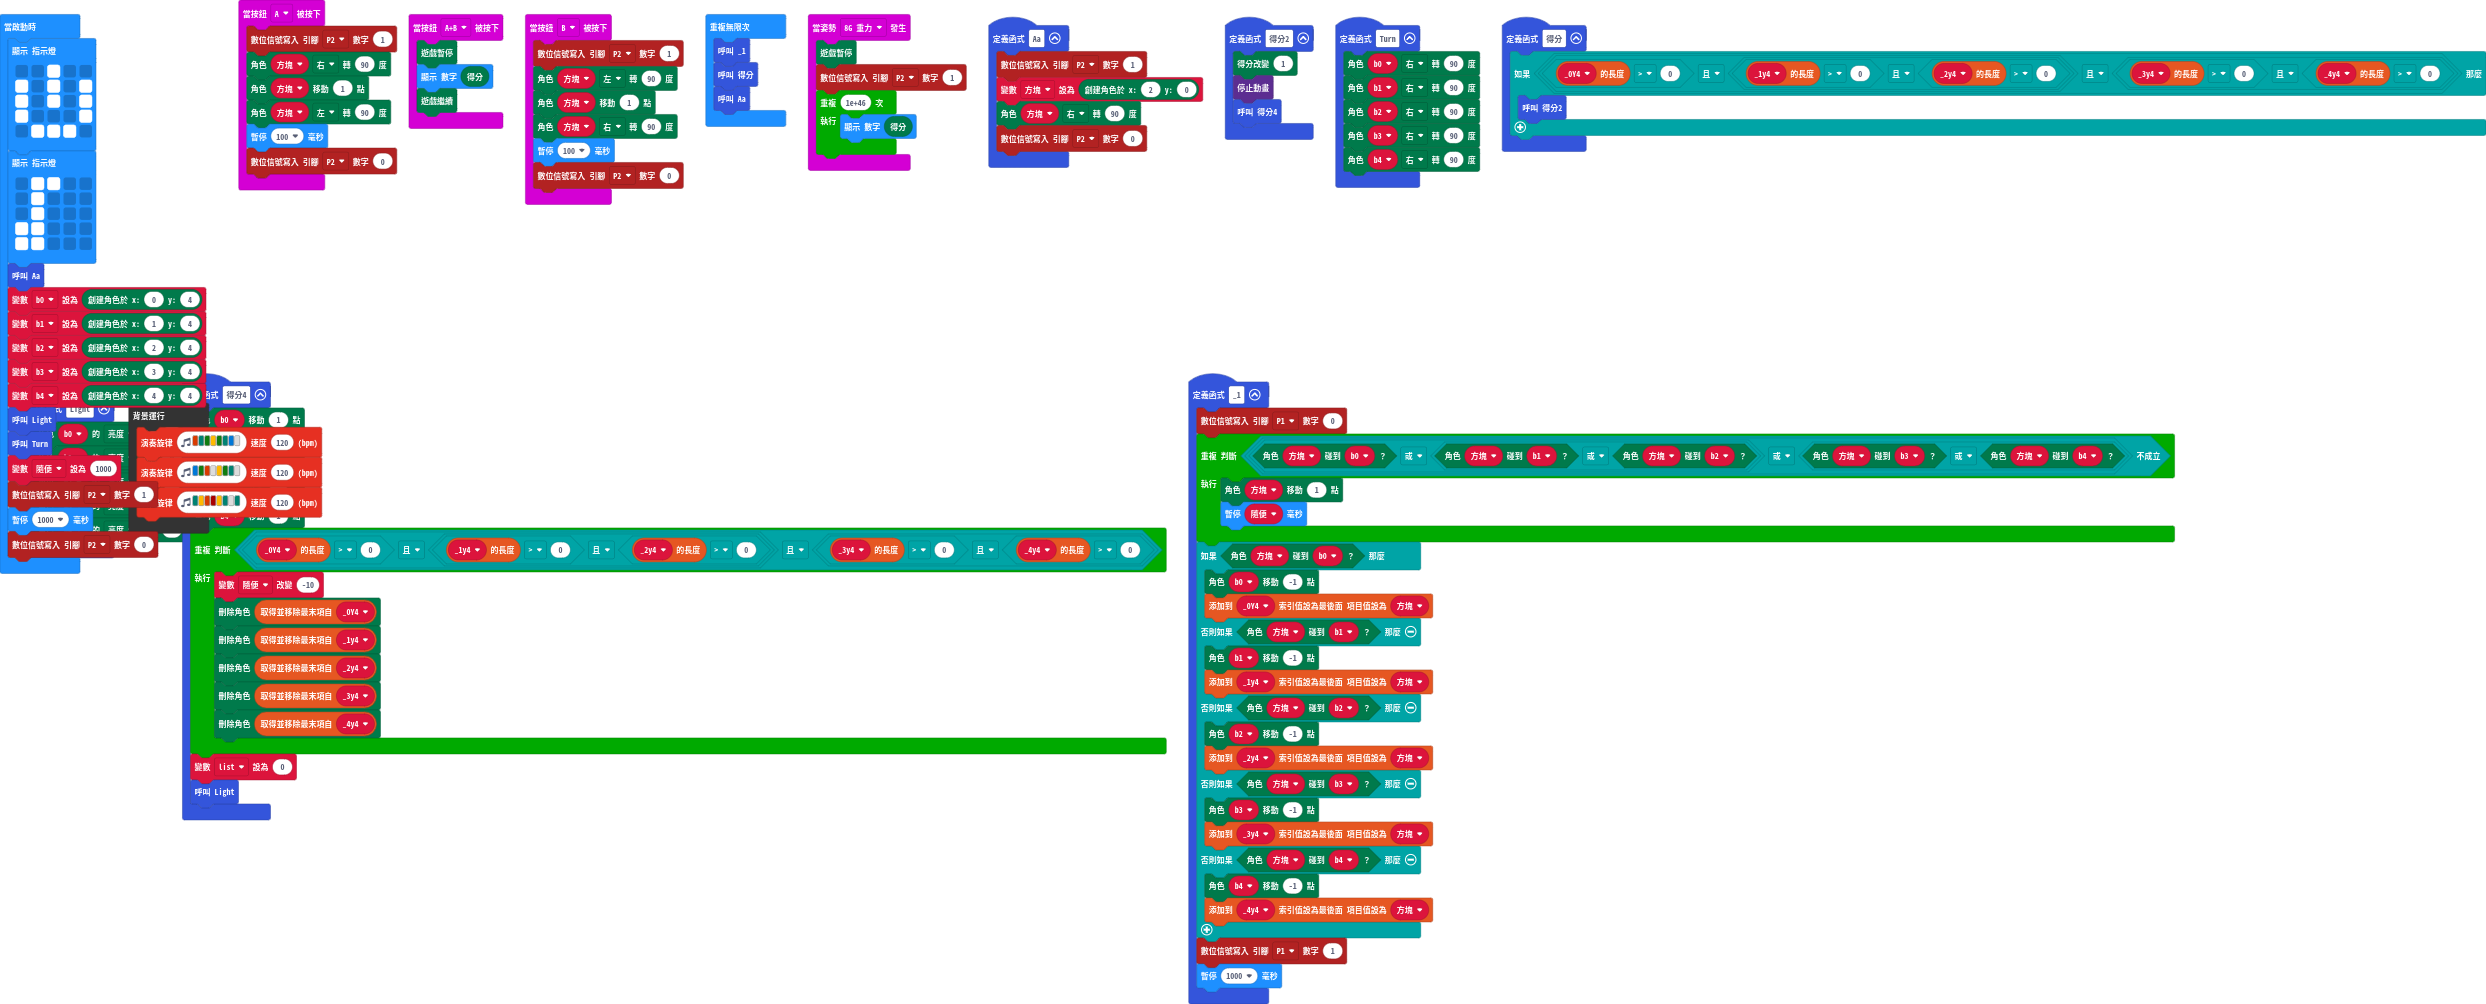 當啟動時
顯示 指示燈
顯示 指示燈
呼叫 Aa
變數 b0 設為 創建角色於 x: 0 y: 4
變數 b1 設為 創建角色於 x: 1 y: 4
變數 b2 設為 創建角色於 x: 2 y: 4
變數 b3 設為 創建角色於 x: 3 y: 4
變數 b4 設為 創建角色於 x: 4 y: 4
呼叫 Light
呼叫 Turn
變數 隨便 設為 1000
數位信號寫入 引腳 P2 數字 1
暫停 1000 毫秒
數位信號寫入 引腳 P2 數字 0
當按鈕 A 被按下
數位信號寫入 引腳 P2 數字 1
角色 方塊 右 轉 90 度
角色 方塊 移動 1 點
角色 方塊 左 轉 90 度
暫停 100 毫秒
數位信號寫入 引腳 P2 數字 0
當按鈕 A+B 被按下
遊戲暫停
顯示 數字 得分
遊戲繼續
當按鈕 B 被按下
數位信號寫入 引腳 P2 數字 1
角色 方塊 左 轉 90 度
角色 方塊 移動 1 點
角色 方塊 右 轉 90 度
暫停 100 毫秒
數位信號寫入 引腳 P2 數字 0
重複無限次
呼叫 _1
呼叫 得分
呼叫 Aa
當姿勢 8G 重力 發生
遊戲暫停
數位信號寫入 引腳 P2 數字 1
重複 1e+46 次
執行 顯示 數字 得分
定義函式 Aa
數位信號寫入 引腳 P2 數字 1
變數 方塊 設為 創建角色於 x: 2 y: 0
角色 方塊 右 轉 90 度
數位信號寫入 引腳 P2 數字 0
定義函式 得分2
得分改變 1
停止動畫
呼叫 得分4
定義函式 Turn
角色 b0 右 轉 90 度
角色 b1 右 轉 90 度
角色 b2 右 轉 90 度
角色 b3 右 轉 90 度
角色 b4 右 轉 90 度
定義函式 得分
如果 _0Y4 的長度 > 0 且 _1y4 的長度 > 0 且 _2y4 的長度 > 0 且 _3y4 的長度 > 0 且 _4y4 的長度 > 0 那麼
呼叫 得分2
式 Light
b0 的 亮度
的 亮度
背景運行
演奏旋律 速度 120 (bpm)
演奏旋律 速度 120 (bpm)
旋律 速度 120 (bpm)
函式 得分4
b0 移動 1 點
移動 點
重複 判斷 _0Y4 的長度 > 0 且 _1y4 的長度 > 0 且 _2y4 的長度 > 0 且 _3y4 的長度 > 0 且 _4y4 的長度 > 0
執行 變數 隨便 改變 -10
刪除角色 取得並移除最末項自 _0Y4
刪除角色 取得並移除最末項自 _1y4
刪除角色 取得並移除最末項自 _2y4
刪除角色 取得並移除最末項自 _3y4
刪除角色 取得並移除最末項自 _4y4
變數 list 設為 0
呼叫 Light
定義函式 _1
數位信號寫入 引腳 P1 數字 0
重複 判斷 角色 方塊 碰到 b0 ? 或 角色 方塊 碰到 b1 ? 或 角色 方塊 碰到 b2 ? 或 角色 方塊 碰到 b3 ? 或 角色 方塊 碰到 b4 ? 不成立
執行 角色 方塊 移動 1 點
暫停 隨便 毫秒
如果 角色 方塊 碰到 b0 ? 那麼
角色 b0 移動 -1 點
添加到 _0Y4 索引值設為最後面 項目值設為 方塊
否則如果 角色 方塊 碰到 b1 ? 那麼
角色 b1 移動 -1 點
添加到 _1y4 索引值設為最後面 項目值設為 方塊
否則如果 角色 方塊 碰到 b2 ? 那麼
角色 b2 移動 -1 點
添加到 _2y4 索引值設為最後面 項目值設為 方塊
否則如果 角色 方塊 碰到 b3 ? 那麼
角色 b3 移動 -1 點
添加到 _3y4 索引值設為最後面 項目值設為 方塊
否則如果 角色 方塊 碰到 b4 ? 那麼
角色 b4 移動 -1 點
添加到 _4y4 索引值設為最後面 項目值設為 方塊
數位信號寫入 引腳 P1 數字 1
暫停 1000 毫秒